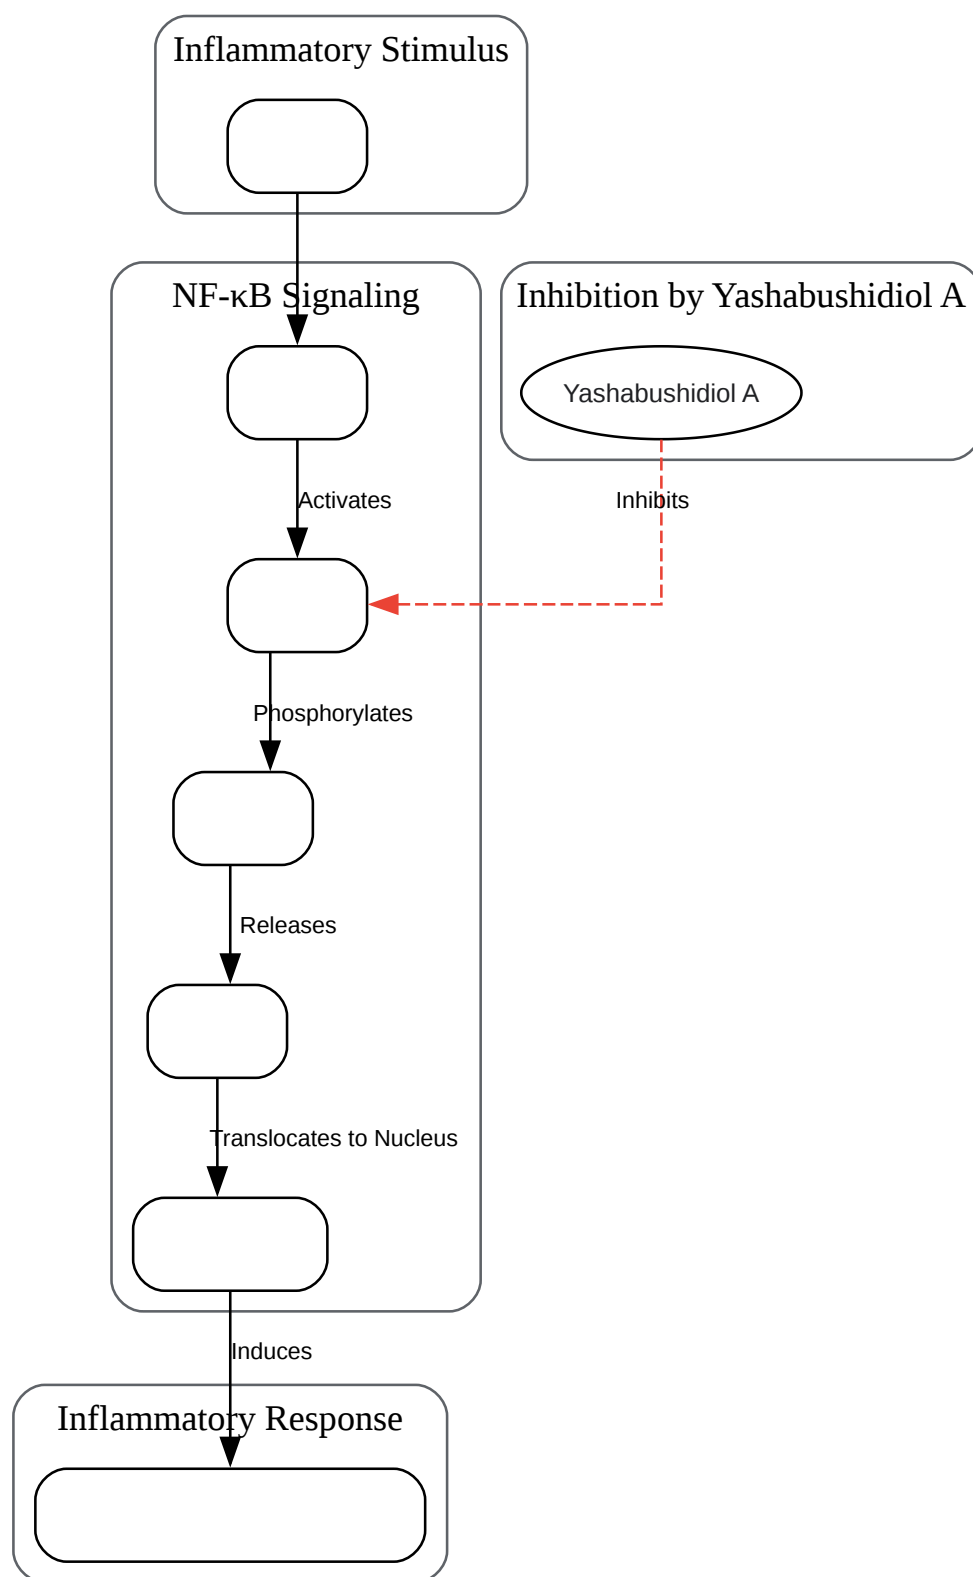 Inflammatory Stimulus
NF-κB Signaling
Inhibition by Yashabushidiol A
Yashabushidiol A
Activates
Inhibits
Phosphorylates
Releases
Translocates to Nucleus
Induces
Inflammatory Response